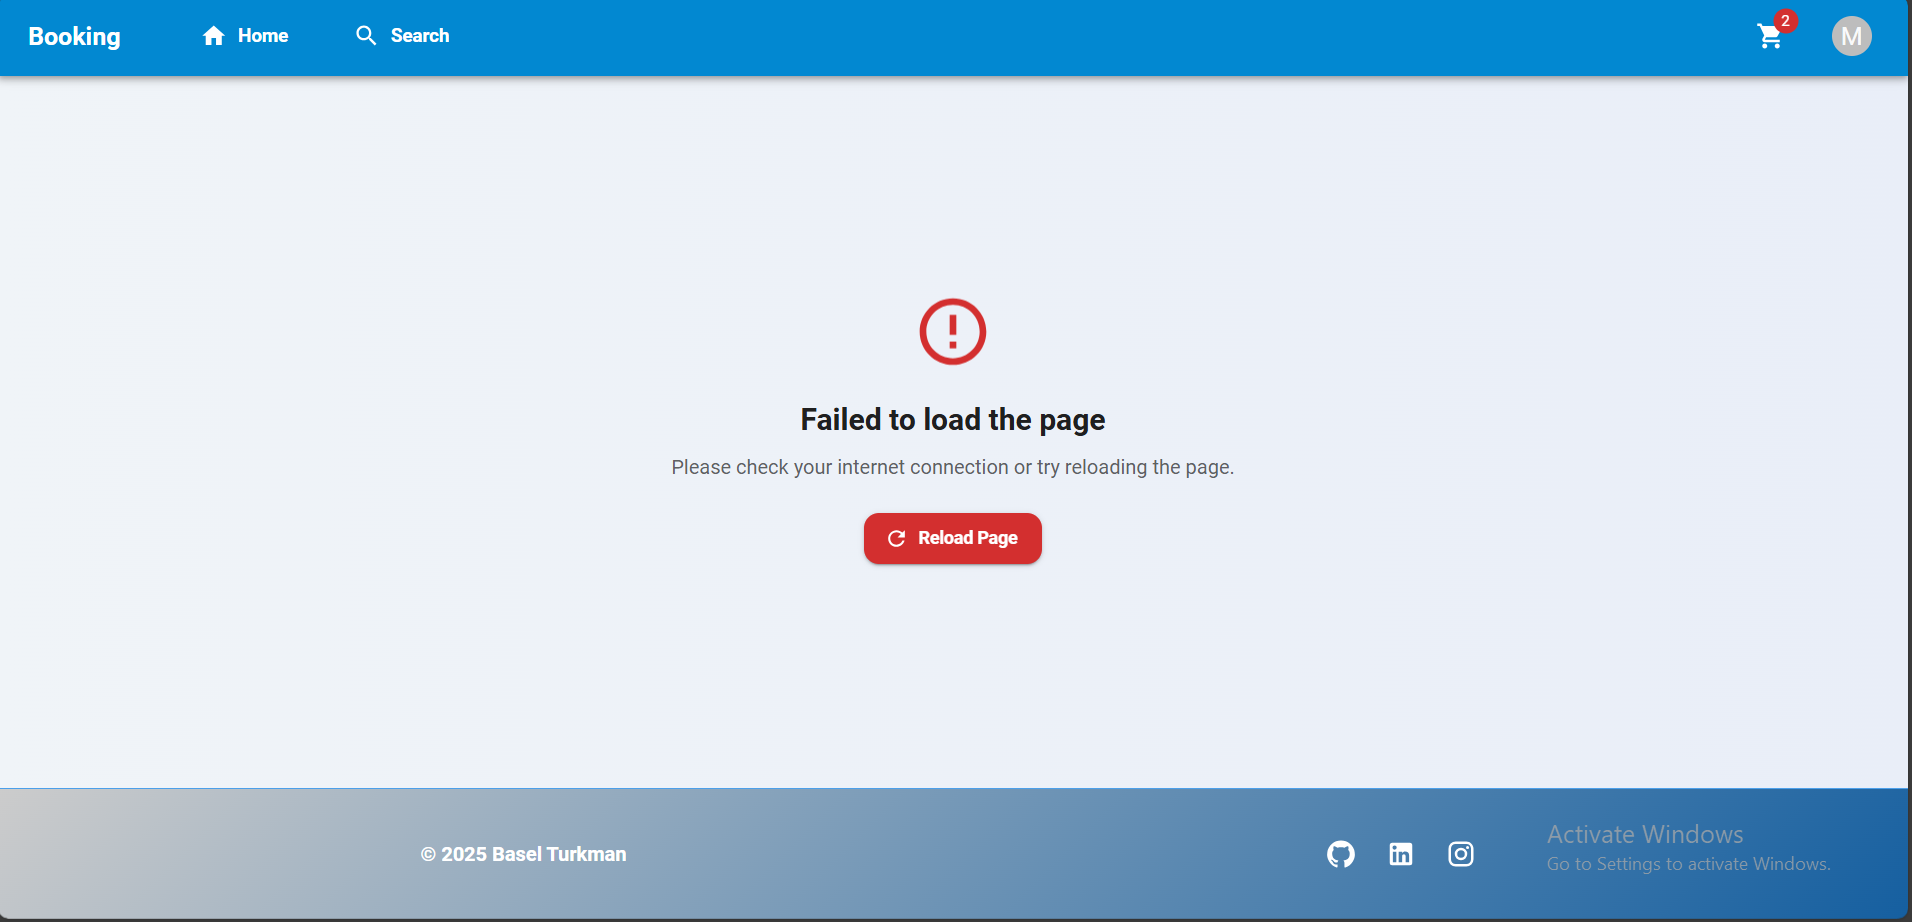 Booking
Home
Search
2
M
Failed to load the page
Please check your internet connection or try reloading the page.
Reload Page
© 2025 Basel Turkman
in
Activate Windows
Go to Settings to activate Windows.